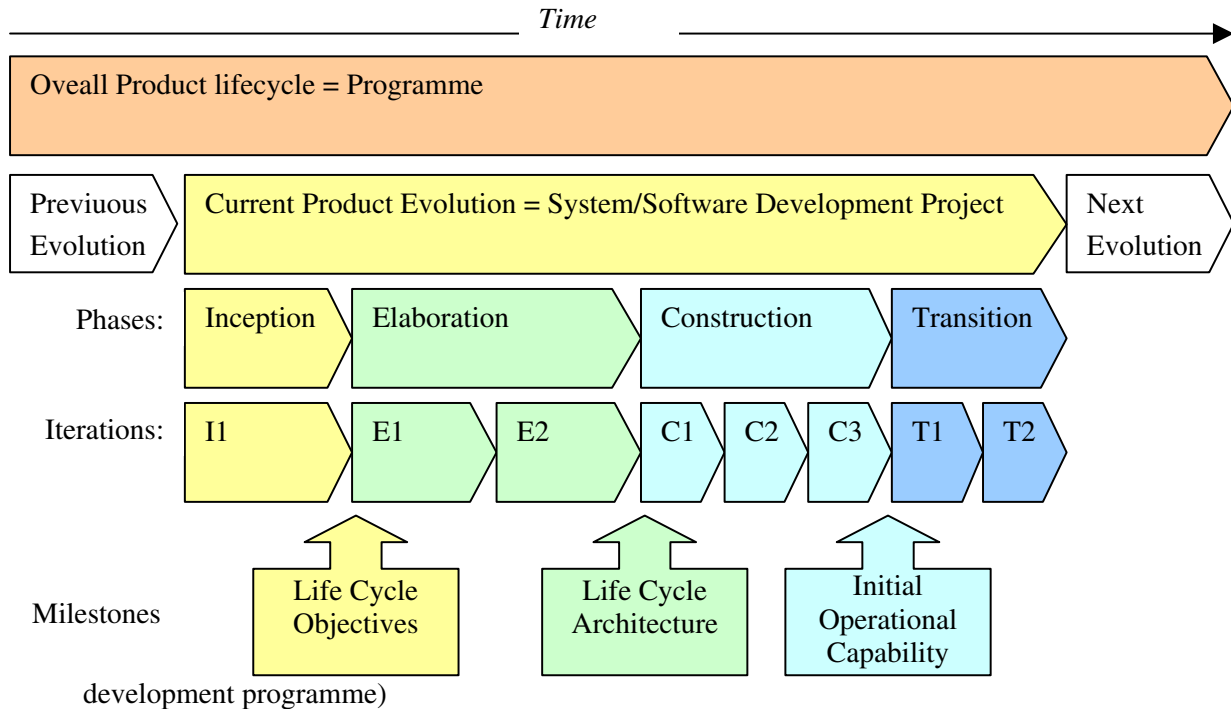 Time
Oveall Product lifecycle = Programme
Previuous
Evolution
Current Product Evolution = System/Software Development Project
Next
Evolution
Phases:
Inception
Elaboration
Construction
Transition
Iterations:
I1
E1
E2
C1
C2
C3
T1
T2
Milestones
Life Cycle
Objectives
Life Cycle
Architecture
Initial
Operational
Capability
development programme)